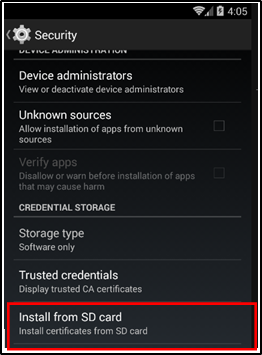 4:05
Security
DEVICE ADMINISTRATION
Device administrators
View or deactivate device administrators
Unknown sources
Allow installation of apps from unknown
sources
Verify apps
Disallow or warn before installation of apps
that may cause harm
CREDENTIAL STORAGE
Storage type
Software only
Trusted credentials
Display trusted CA certificates
Install from SD card
Install certificates from SD card